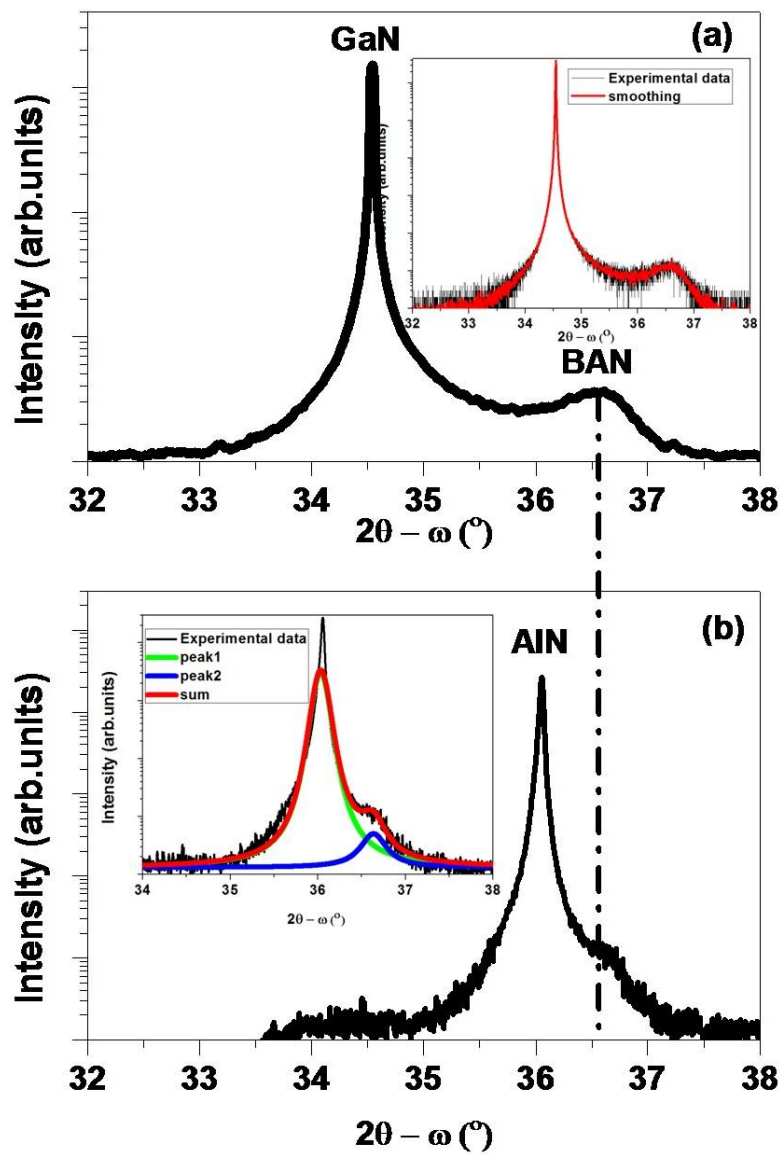 GaN
(a)
Intensity (arb.units)
Experimental data
smoothing
(arb.units)
32 33 34 35 36 37 38
2θ – ω (°)
BAN
32 33 34 35 36 37 38
2θ – ω (°)
(b)
AlN
Intensity (arb.units)
Experimental data
peak1
peak2
sum
Intensity (arb.units)
34 35 36 37 38
2θ – ω (°)
32 33 34 35 36 37 38
2θ – ω (°)